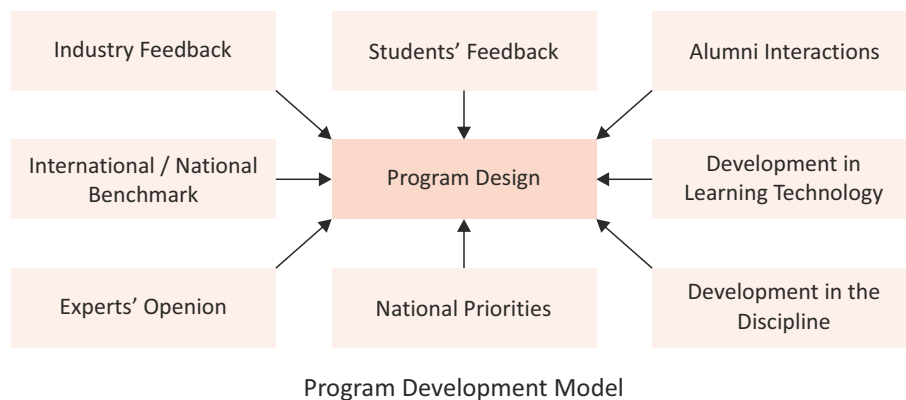 Industry Feedback
Students’ Feedback
Alumni Interactions
International / National
Benchmark
Program Design
Development in
Learning Technology
Experts’ Openion
National Priorities
Development in the
Discipline
Program Development Model